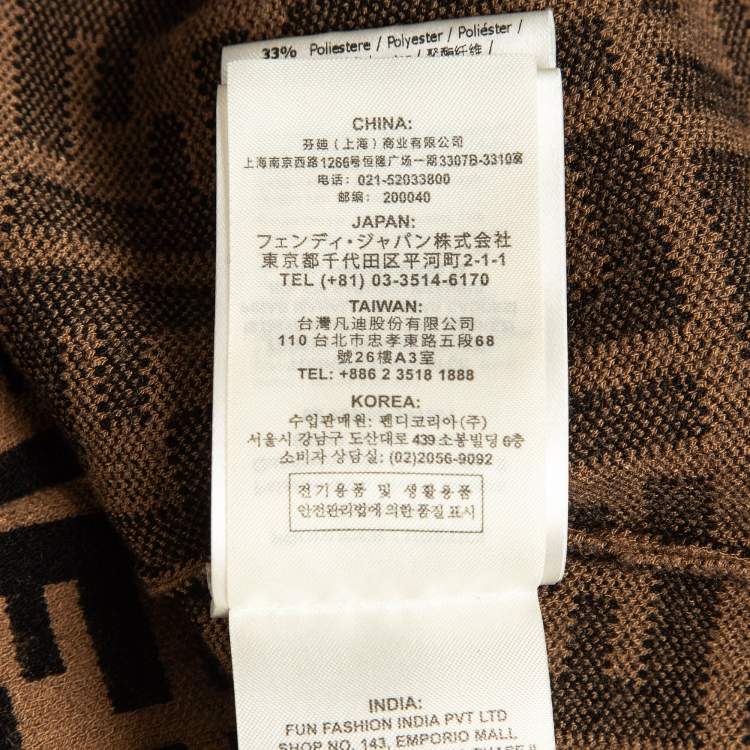 33% Poliestere / Polyester / Poliéster /
聚酯纤维 /
CHINA:
芬迪（上海）商业有限公司
上海南京西路1266号恒隆广场一期3307B-3310室
电话: 021-52033800
邮编: 200040
JAPAN:
フェンディ・ジャパン株式会社
東京都千代田区平河町2-1-1
TEL (+81) 03-3514-6170
TAIWAN:
台灣凡迪股份有限公司
110 台北市忠孝東路五段68
號26樓A3室
TEL: +886 2 3518 1888
KOREA:
수입판매원: 펜디코리아(주)
서울시 강남구 도산대로 439 소봉빌딩 6층
소비자 상담실: (02)2056-9092
전기용품 및 생활용품
안전관리법에 의한 품질 표시
INDIA:
FUN FASHION INDIA PVT LTD
SHOP NO. 143, EMPORIO MALL